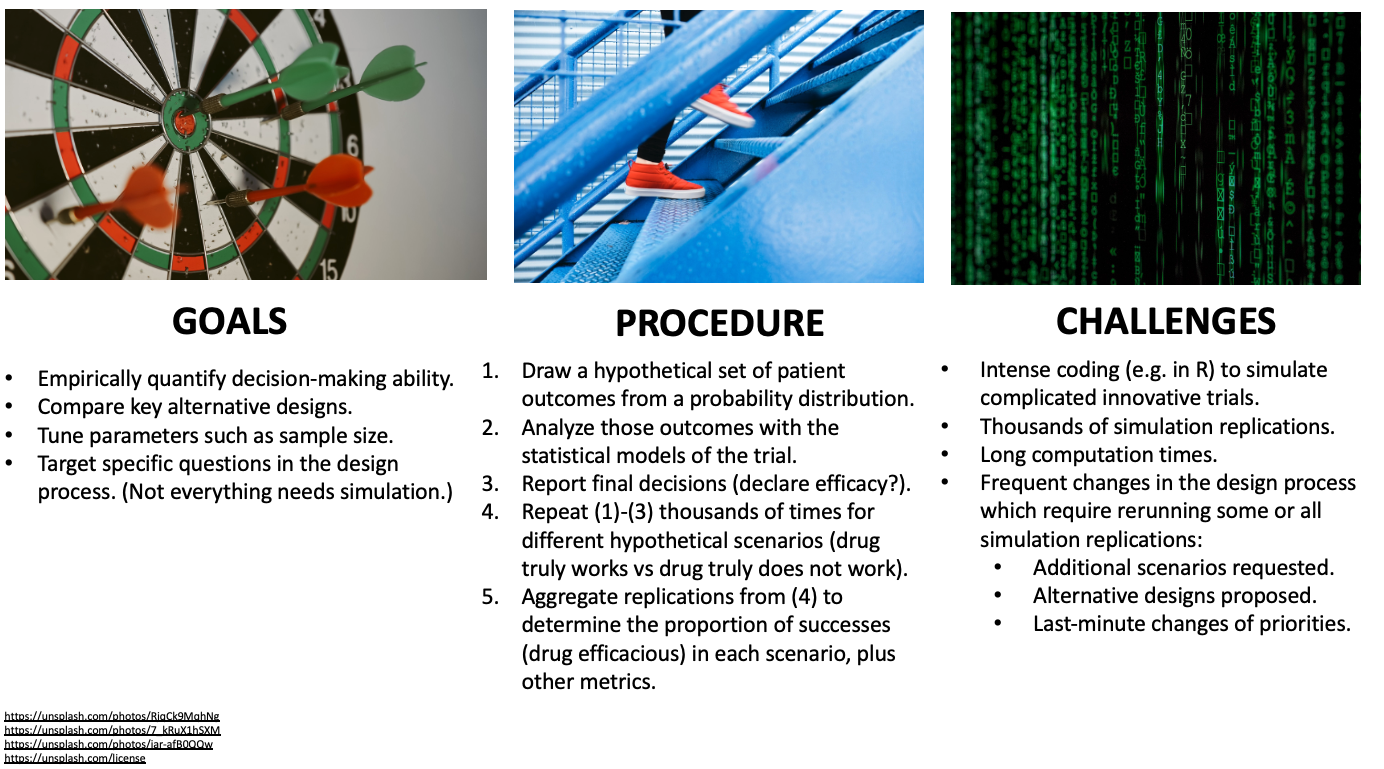 4
6
10
15
GOALS
• Empirically quantify decision-making ability.
• Compare key alternative designs.
• Tune parameters such as sample size.
• Target specific questions in the design
process. (Not everything needs simulation.)
PROCEDURE
1. Draw a hypothetical set of patient
outcomes from a probability distribution.
2. Analyze those outcomes with the
statistical models of the trial.
3. Report final decisions (declare efficacy?).
4. Repeat (1)-(3) thousands of times for
different hypothetical scenarios (drug
truly works vs drug truly does not work).
5. Aggregate replications from (4) to
determine the proportion of successes
(drug efficacious) in each scenario, plus
other metrics.
CHALLENGES
• Intense coding (e.g. in R) to simulate
complicated innovative trials.
• Thousands of simulation replications.
• Long computation times.
• Frequent changes in the design process
which require rerunning some or all
simulation replications:
• Additional scenarios requested.
• Alternative designs proposed.
• Last-minute changes of priorities.
https://unsplash.com/photos/RigCk9MghNg
https://unsplash.com/photos/7_kRuX1hSXM
https://unsplash.com/photos/iar-afB0QQw
https://unsplash.com/license